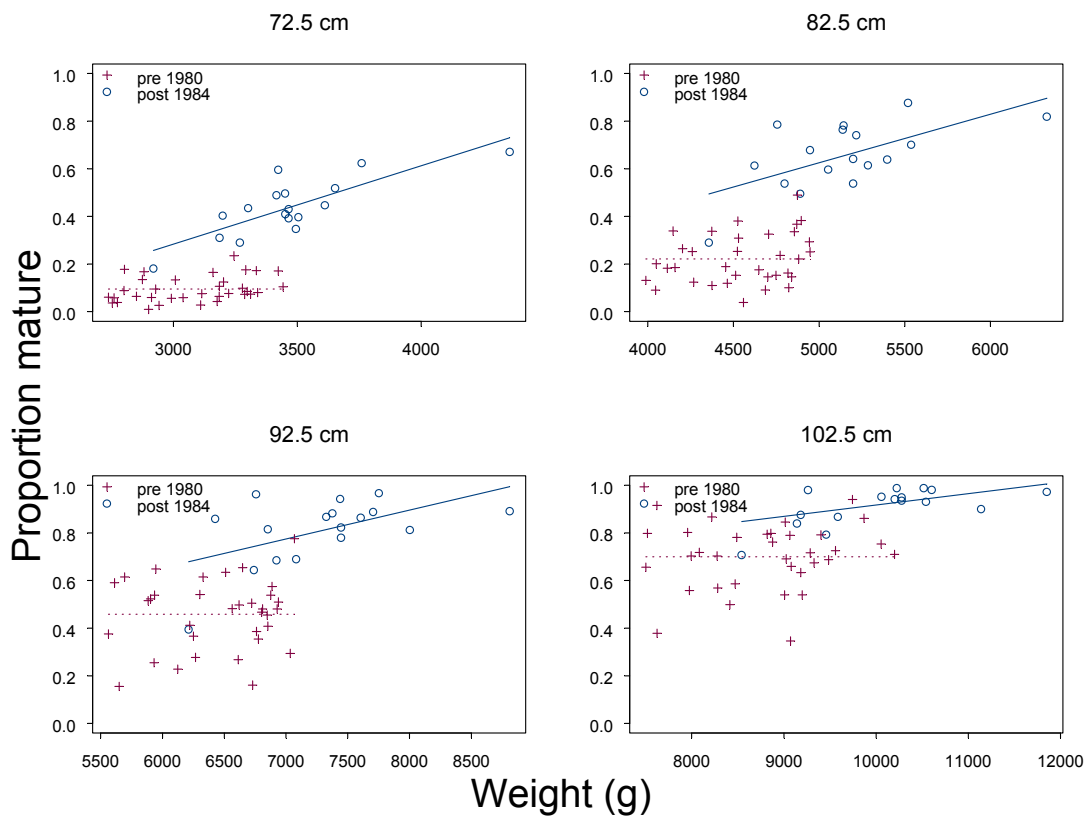 72.5 cm
1.0
0.8
0.6
0.4
0.2
0.0
pre 1980
post 1984
3000 3500 4000
82.5 cm
1.0
0.8
0.6
0.4
0.2
0.0
pre 1980
post 1984
4000 4500 5000 5500 6000
Proportion mature
92.5 cm
1.0
0.8
0.6
0.4
0.2
0.0
pre 1980
post 1984
5500 6000 6500 7000 7500 8000 8500
102.5 cm
1.0
0.8
0.6
0.4
0.2
0.0
pre 1980
post 1984
8000 9000 10000 11000 12000
Weight (g)